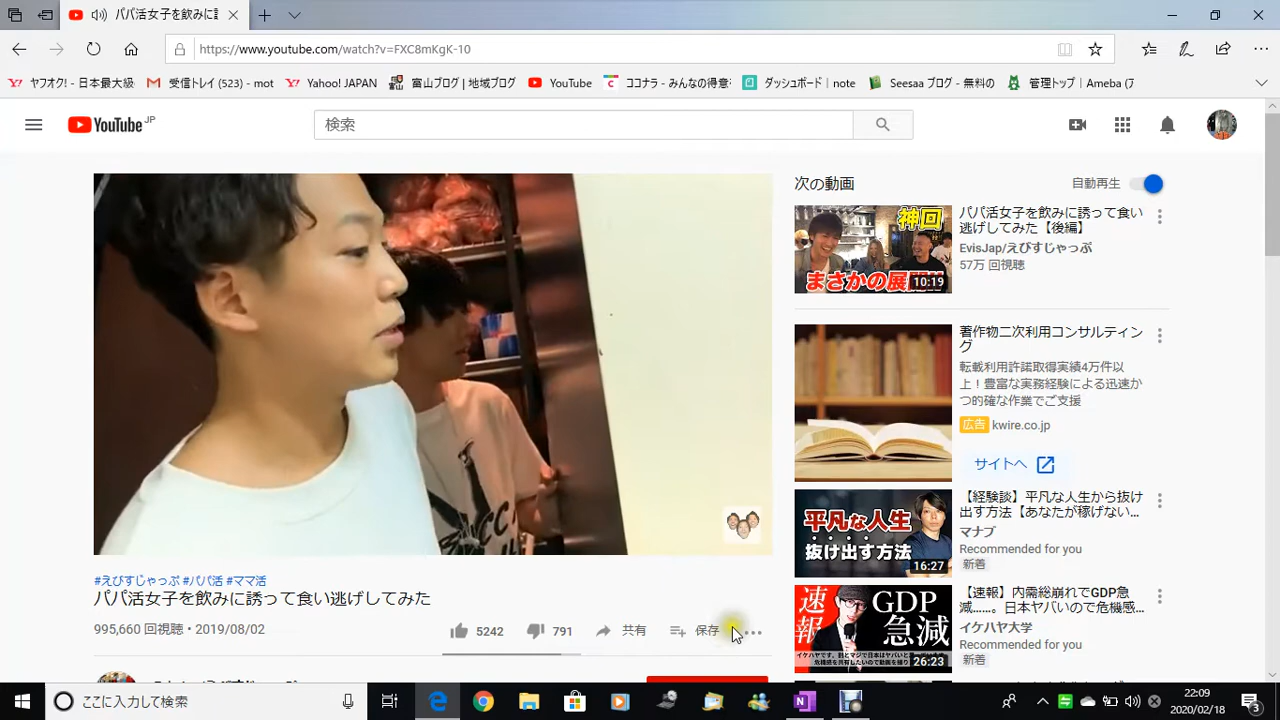 パパ活女子を飲みに
https://www.youtube.com/watch?v=FXC8mKgK-10
ヤフオク! - 日本最大級
受信トレイ (523) - mot
Yahoo! JAPAN
富山ブログ | 地域ブログ
YouTube
ココナラ - みんなの得意
ダッシュボード | note
Seesaa ブログ - 無料の
管理トップ | Ameba
YouTube JP
検索
次の動画
自動再生
神回
まさかの展開
10:19
パパ活女子を飲みに誘って食い
逃げしてみた【後編】
EvisJap/えびすじゃっぷ
57万 回視聴
著作物二次利用コンサルティン
グ
転載利用許諾取得実績4万件以
上！豊富な実務経験による迅速か
つ的確な作業でご支援
広告 kwire.co.jp
サイトへ
平凡な人生
抜け出す方法
16:27
【経験談】平凡な人生から抜け
出す方法【あなたが稼げない...
マナブ
Recommended for you
新着
速報
GDP
急減
26:23
【速報】内需総崩れでGDP急
減……。日本ヤバいので危機感...
イケハヤ大学
Recommended for you
新着
#えびすじゃっぷ #パパ活 #ママ活
パパ活女子を飲みに誘って食い逃げしてみた
995,660 回視聴 • 2019/08/02
5242
791
共有
保存
ここに入力して検索
22:09
2020/02/18
3